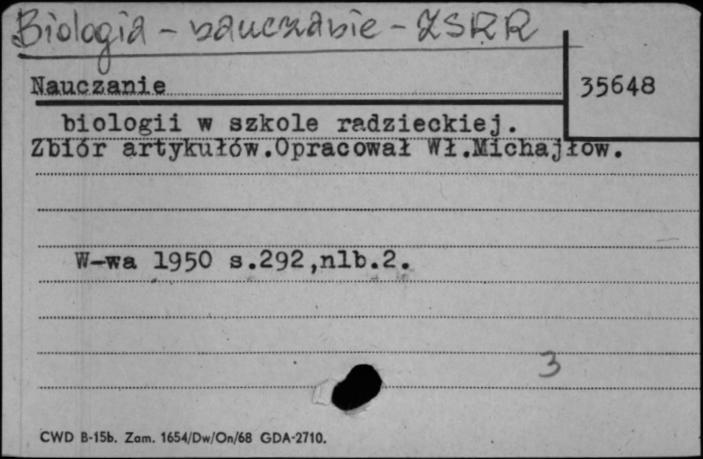 Biologia - nauczanie - ZSRR
Nauczanie
35648
biologii w szkole radzieckiej.
Zbiór artykułów.Opracował Wł.Michajłow.
W-wa 1950 s.292,nlb.2.
3
CWD B-15b. Zam. 1654/Dw/On/68 GDA-2710.